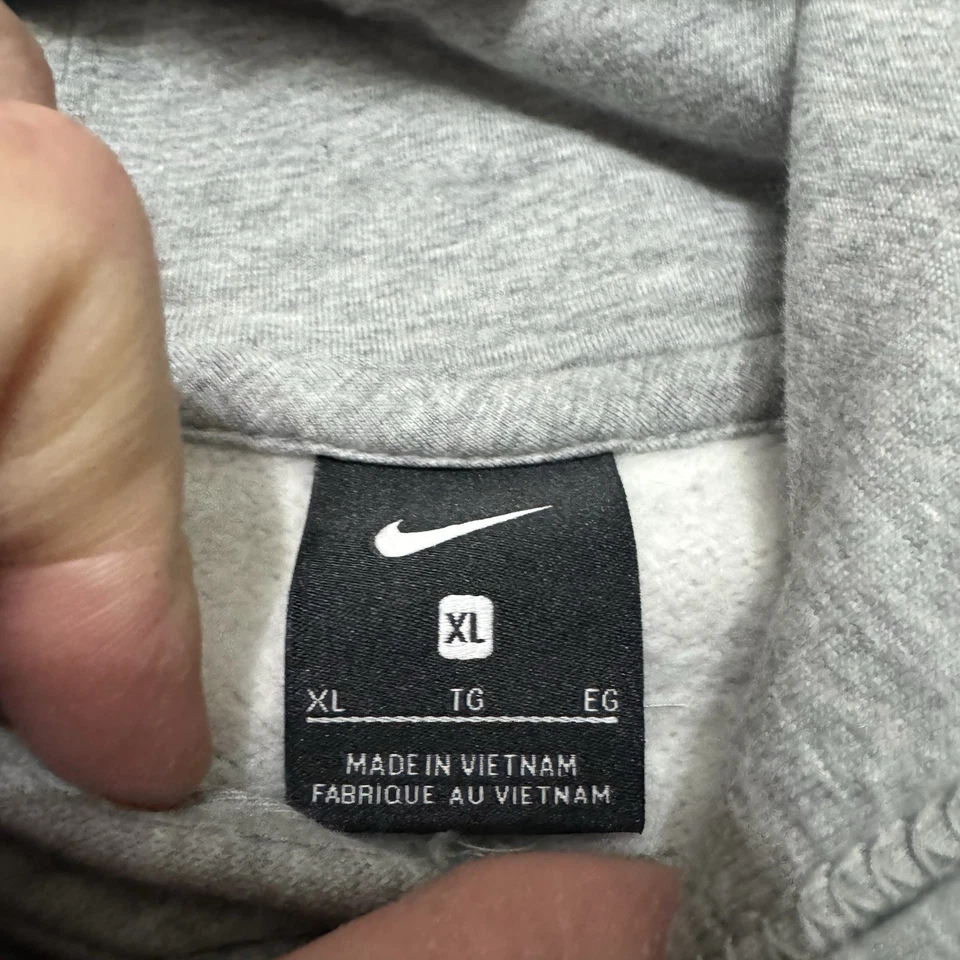 XL
XL TG EG
MADE IN VIETNAM
FABRIQUE AU VIETNAM